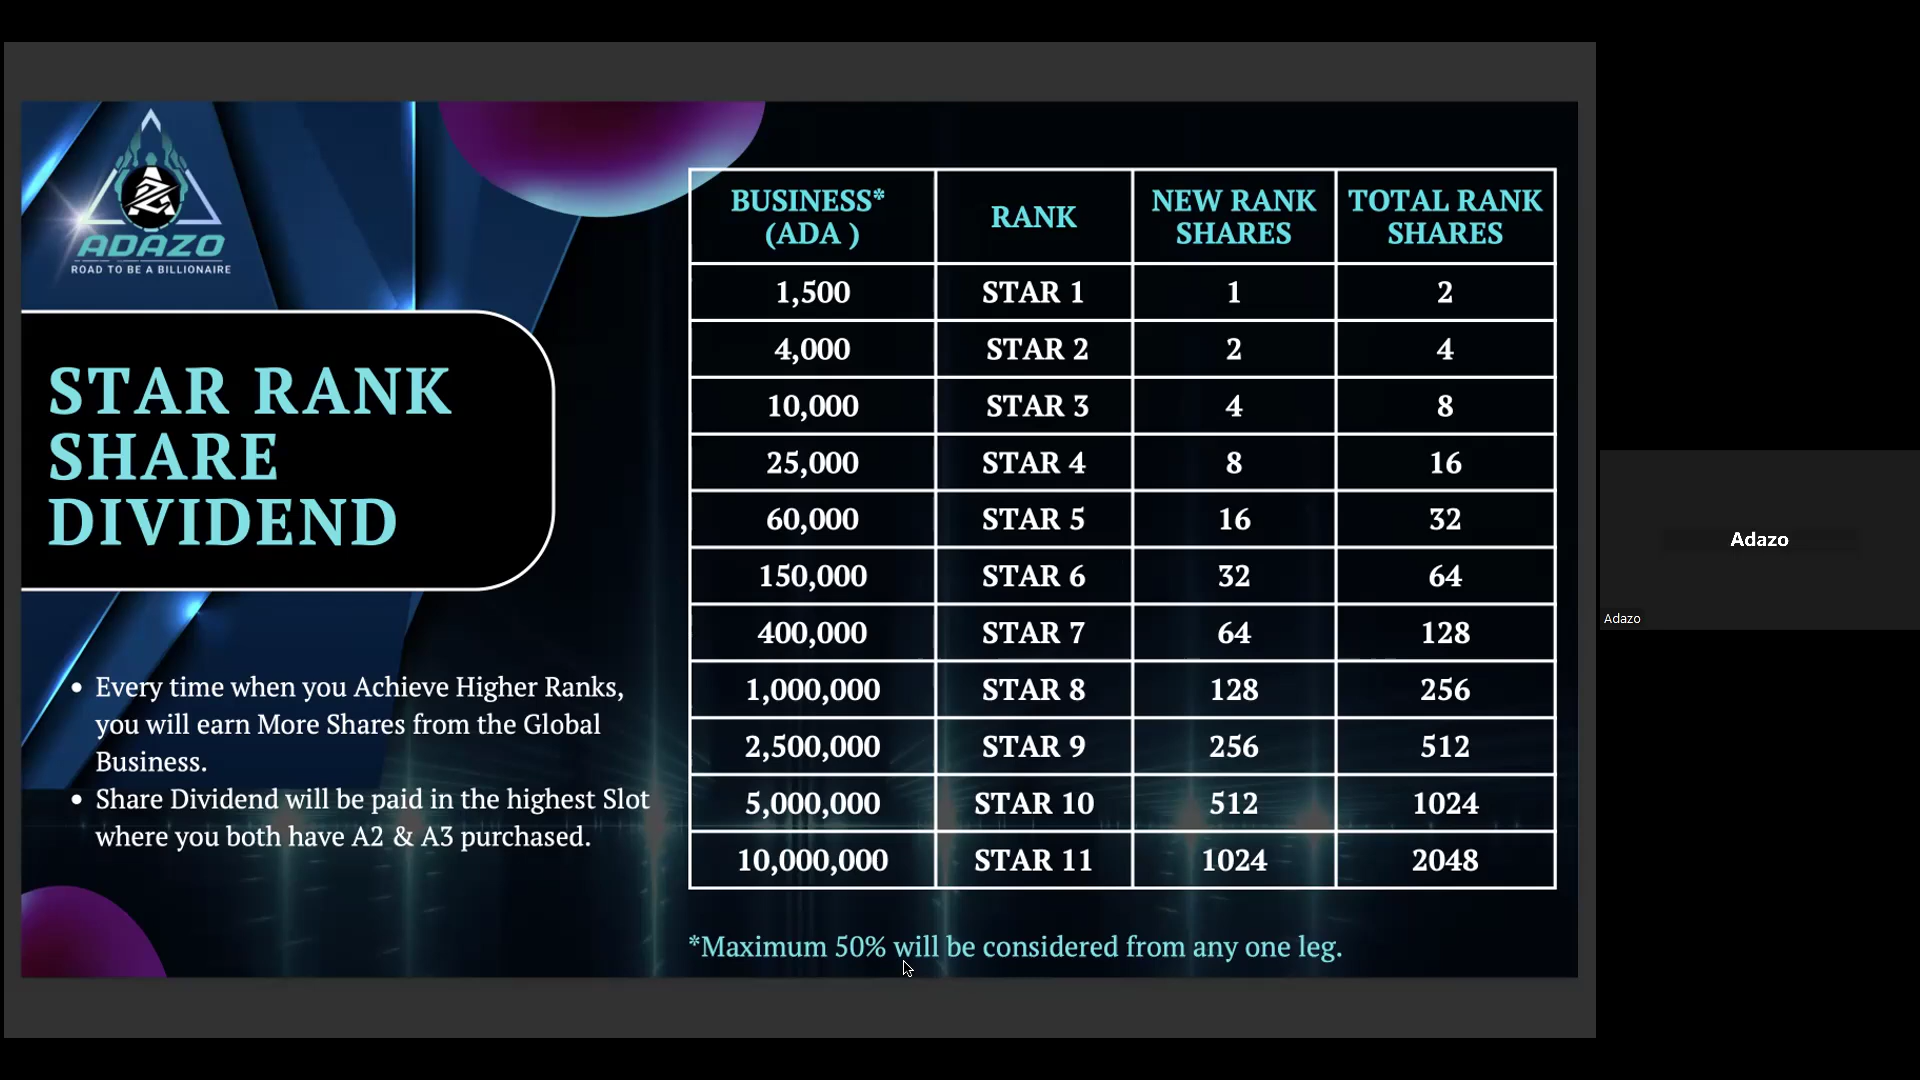 ADAZO
ROAD TO BE A BILLIONAIRE
STAR RANK
SHARE
DIVIDEND
• Every time when you Achieve Higher Ranks,
you will earn More Shares from the Global
Business.
• Share Dividend will be paid in the highest Slot
where you both have A2 & A3 purchased.
BUSINESS* (ADA ) RANK NEW RANK SHARES TOTAL RANK SHARES
1,500 STAR 1 1 2
4,000 STAR 2 2 4
10,000 STAR 3 4 8
25,000 STAR 4 8 16
60,000 STAR 5 16 32
150,000 STAR 6 32 64
400,000 STAR 7 64 128
1,000,000 STAR 8 128 256
2,500,000 STAR 9 256 512
5,000,000 STAR 10 512 1024
10,000,000 STAR 11 1024 2048
*Maximum 50% will be considered from any one leg.
Adazo
Adazo